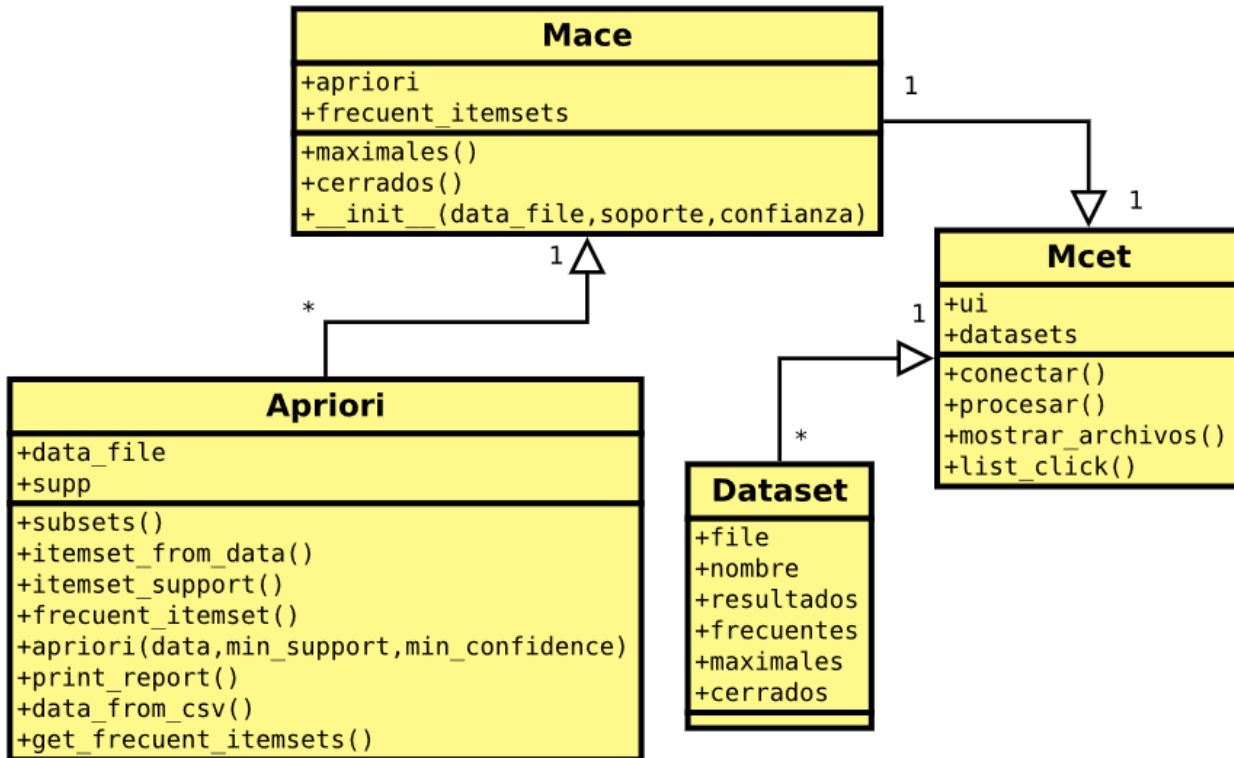 Mace
+apriori
+frecuent_itemsets
+maximales()
+cerrados()
+__init__(data_file,soporte,confianza)
1
1
1
*
Mcet
+ui
+datasets
+conectar()
+procesar()
+mostrar_archivos()
+list_click()
1
*
Apriori
+data_file
+supp
+subsets()
+itemset_from_data()
+itemset_support()
+frecuent_itemset()
+apriori(data,min_support,min_confidence)
+print_report()
+data_from_csv()
+get_frecuent_itemsets()
Dataset
+file
+nombre
+resultados
+frecuentes
+maximales
+cerrados